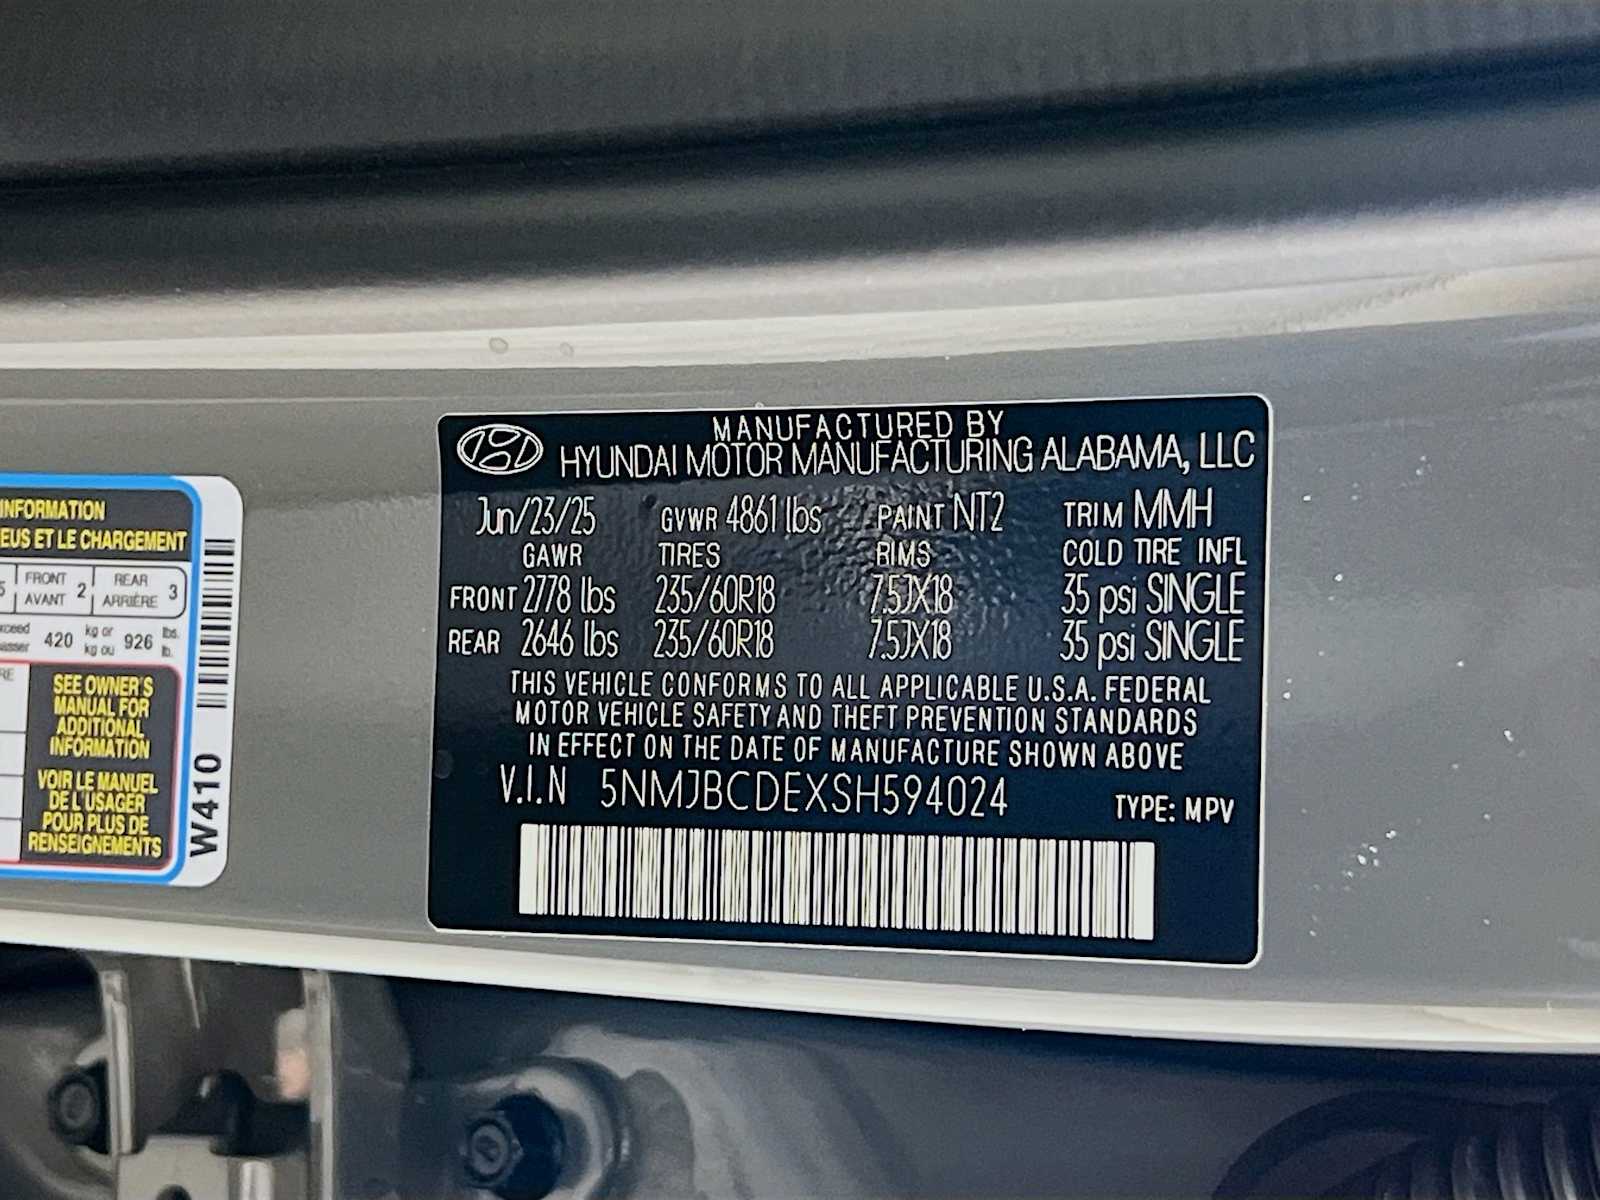 INFORMATION
EUS ET LE CHARGEMENT
5 FRONT AVANT 2 REAR ARRIÈRE 3
420 kg or kg ou 926 lbs. lb.
RE
SEE OWNER'S
MANUAL FOR
ADDITIONAL
INFORMATION
VOIR LE MANUEL
DE L'USAGER
POUR PLUS DE
RENSEIGNEMENTS
W410
MANUFACTURED BY
HYUNDAI MOTOR MANUFACTURING ALABAMA, LLC
Jun/23/25 GVWR 4861 lbs PAINT NT2 TRIM MMH
GAWR TIRES RIMS COLD TIRE INFL
FRONT 2778 lbs 235/60R18 7.5JX18 35 psi SINGLE
REAR 2646 lbs 235/60R18 7.5JX18 35 psi SINGLE
THIS VEHICLE CONFORMS TO ALL APPLICABLE U.S.A. FEDERAL
MOTOR VEHICLE SAFETY AND THEFT PREVENTION STANDARDS
IN EFFECT ON THE DATE OF MANUFACTURE SHOWN ABOVE
V.I.N 5NMJBCDEXSH594024 TYPE: MPV